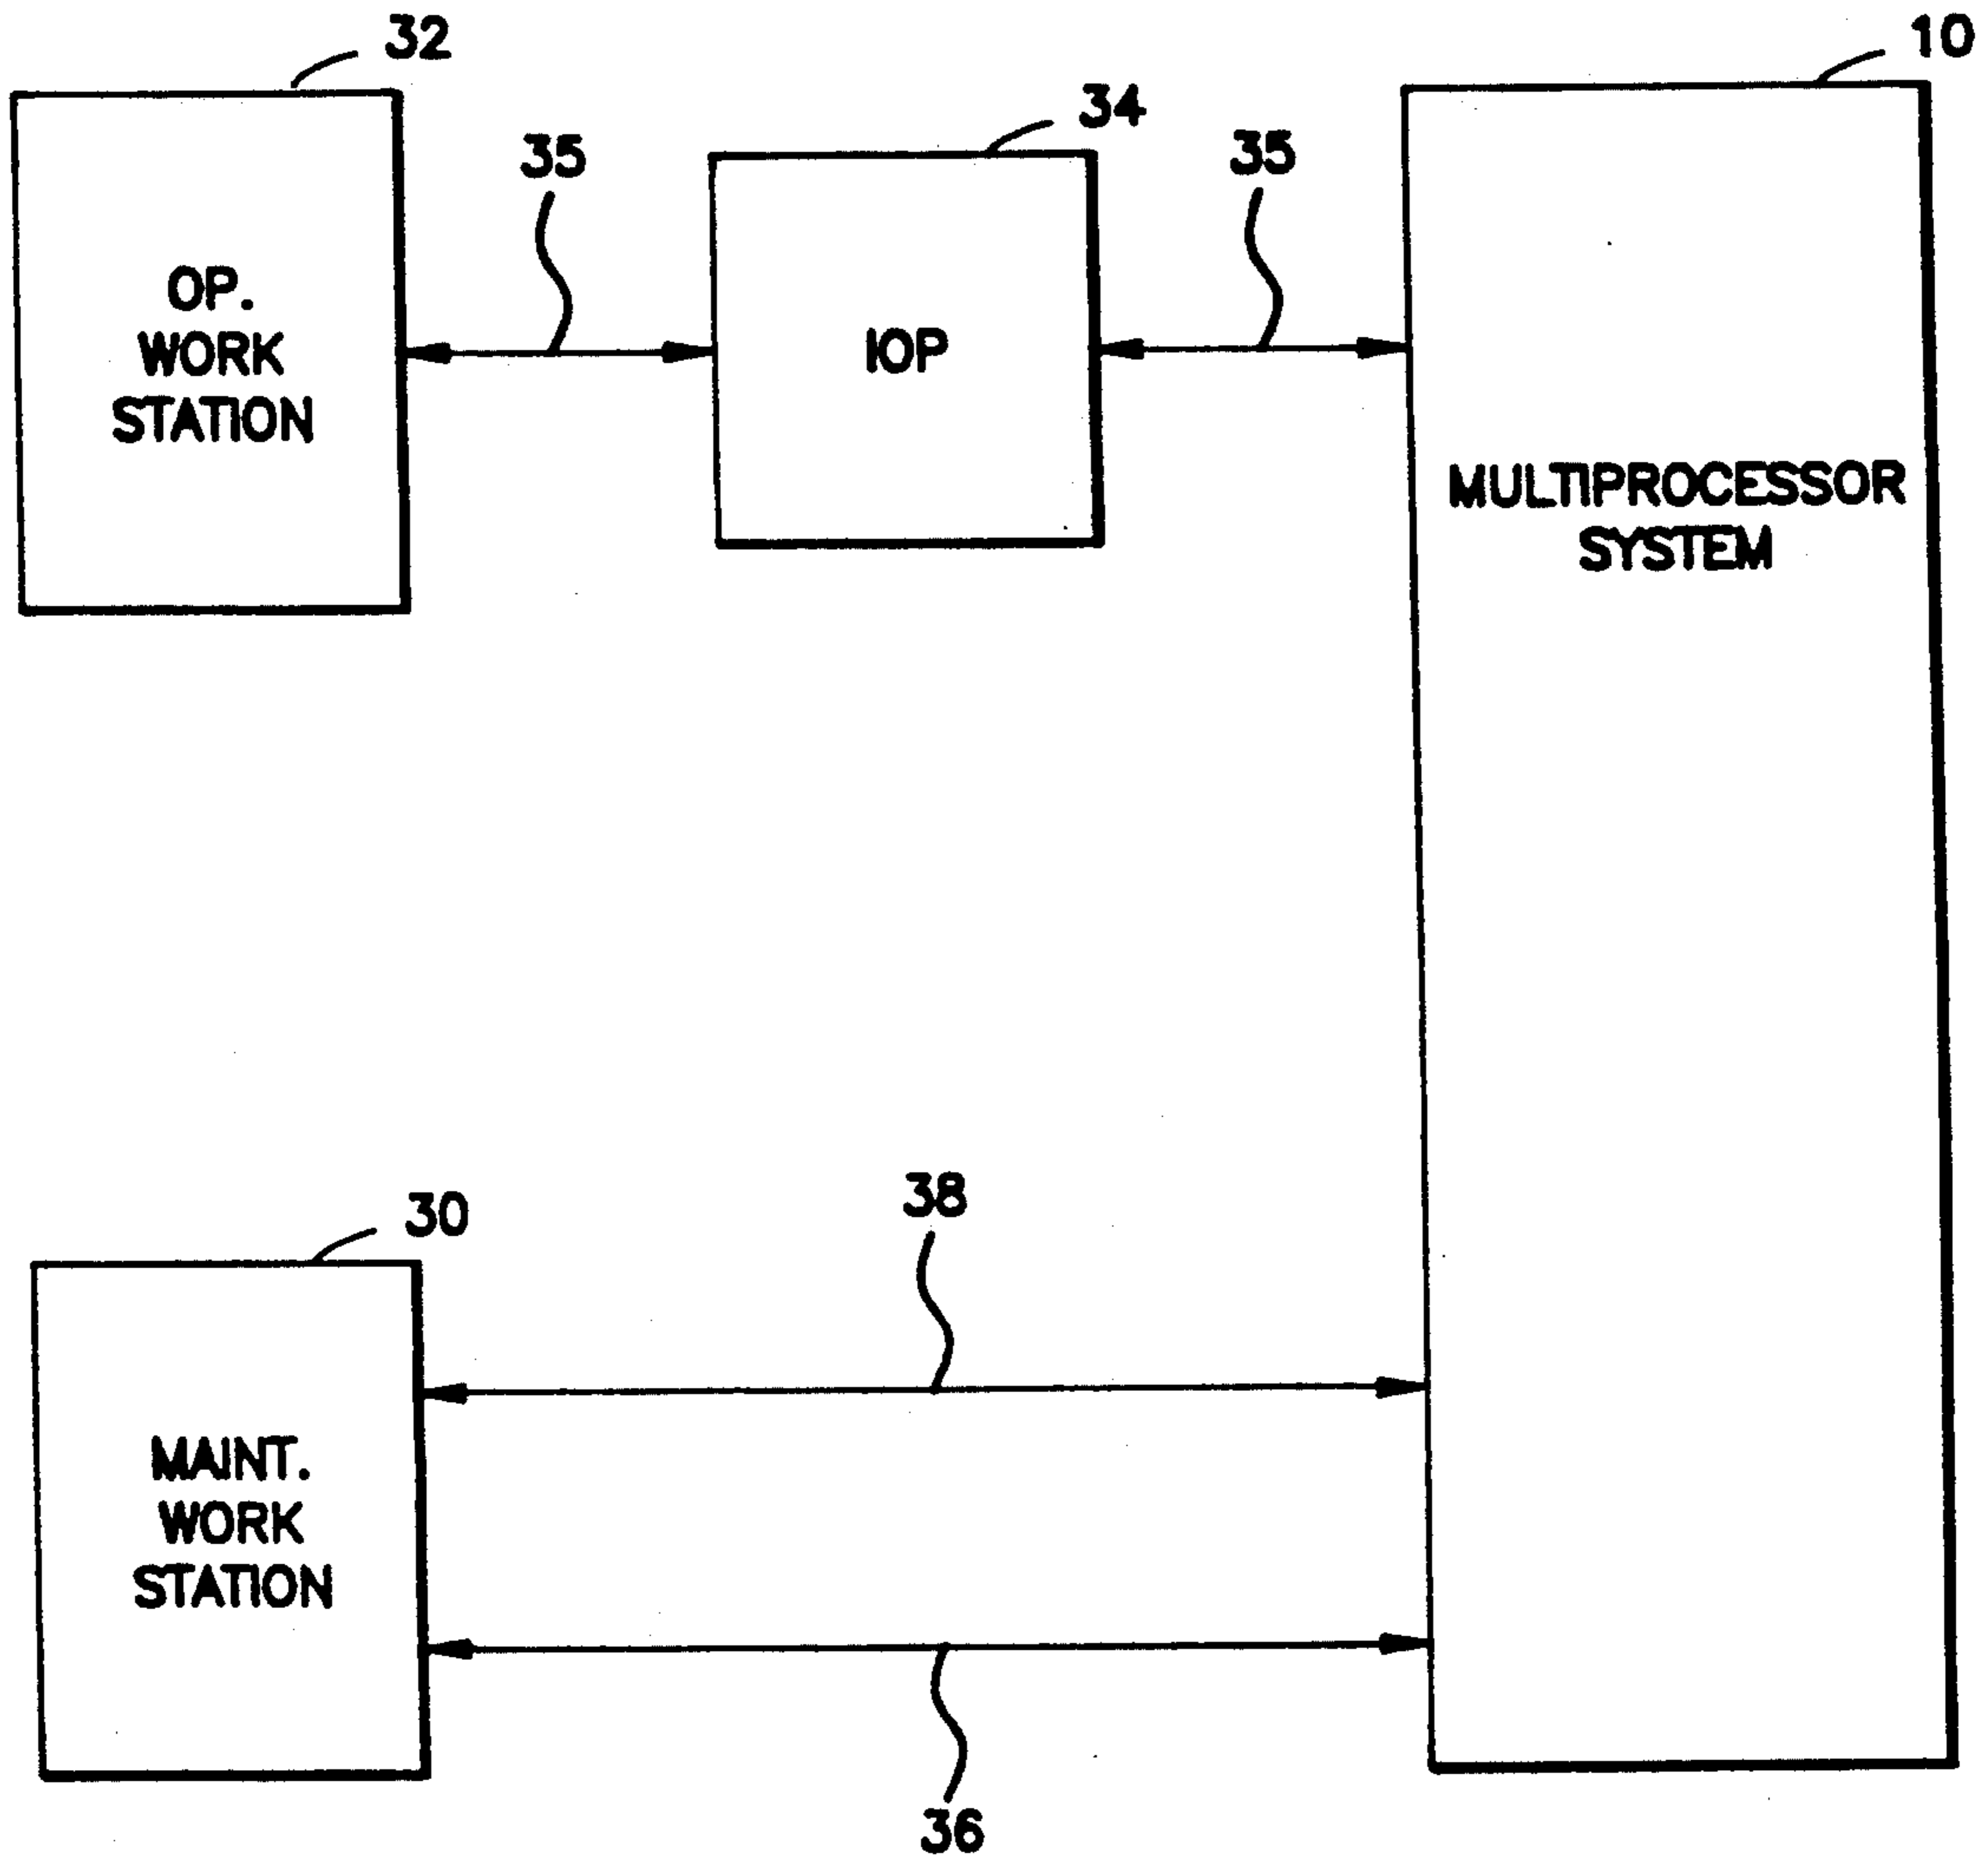 32
10
34
35
35
OP.
WORK
STATION
IOP
MULTIPROCESSOR
SYSTEM
38
30
MAINT.
WORK
STATION
36